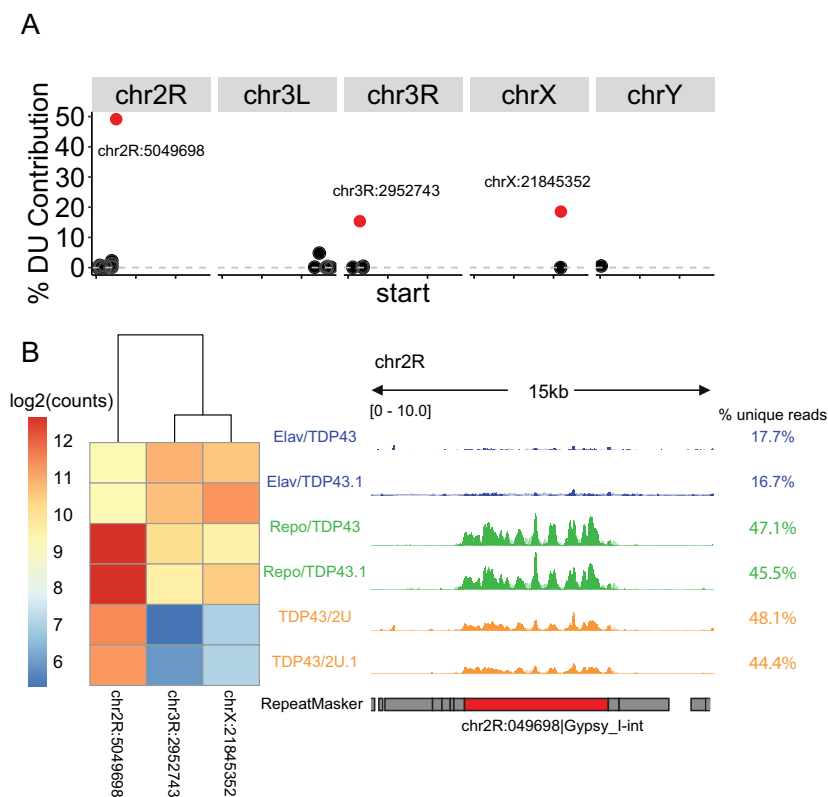 A
chr2R chr3L chr3R chrX chrY
% DU Contribution
50
40
30
20
10
0
chr2R:5049698
chr3R:2952743
chrX:21845352
start
B
log2(counts)
12
11
10
9
8
7
6
chr2R:5049698
chr3R:2952743
chrX:21845352
chr2R
15kb
[0 - 10.0]
% unique reads
Elav/TDP43 17.7%
Elav/TDP43.1 16.7%
Repo/TDP43 47.1%
Repo/TDP43.1 45.5%
TDP43/2U 48.1%
TDP43/2U.1 44.4%
RepeatMasker
chr2R:049698|Gypsy_I-int